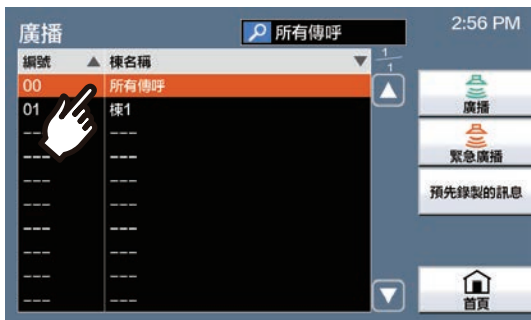 廣播
所有傳呼
2:56 PM
編號 ▲ 棟名稱 ▼
1/1
00 所有傳呼
01 棟1
--- ---
--- ---
--- ---
--- ---
--- ---
--- ---
--- ---
廣播
緊急廣播
預先錄製的訊息
首頁